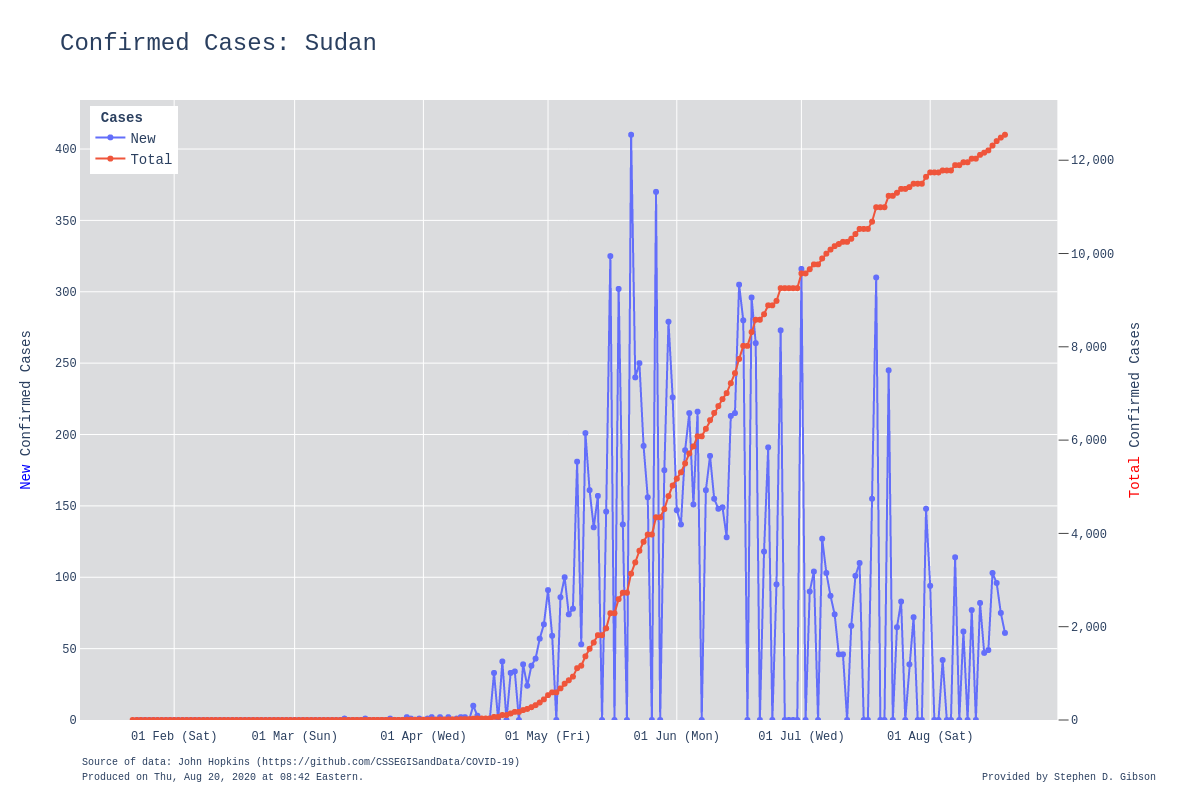 Confirmed Cases: Sudan
Cases
New
Total
400
350
300
250
200
150
100
50
0
12,000
10,000
8,000
6,000
4,000
2,000
0
New Confirmed Cases
Total Confirmed Cases
01 Feb (Sat)
01 Mar (Sun)
01 Apr (Wed)
01 May (Fri)
01 Jun (Mon)
01 Jul (Wed)
01 Aug (Sat)
Source of data: John Hopkins (https://github.com/CSSEGISandData/COVID-19)
Produced on Thu, Aug 20, 2020 at 08:42 Eastern.
Provided by Stephen D. Gibson